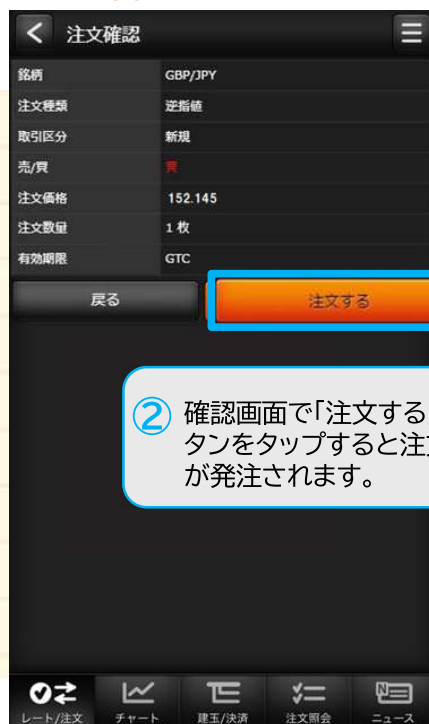 注文確認
銘柄 GBP/JPY
注文種類 逆指値
取引区分 新規
売/買 買
注文価格 152.145
注文数量 1 枚
有効期限 GTC
戻る 注文する
② 確認画面で「注文する
タンをタップすると注文
が発注されます。
レート/注文 チャート 建玉/決済 注文照会 ニュース